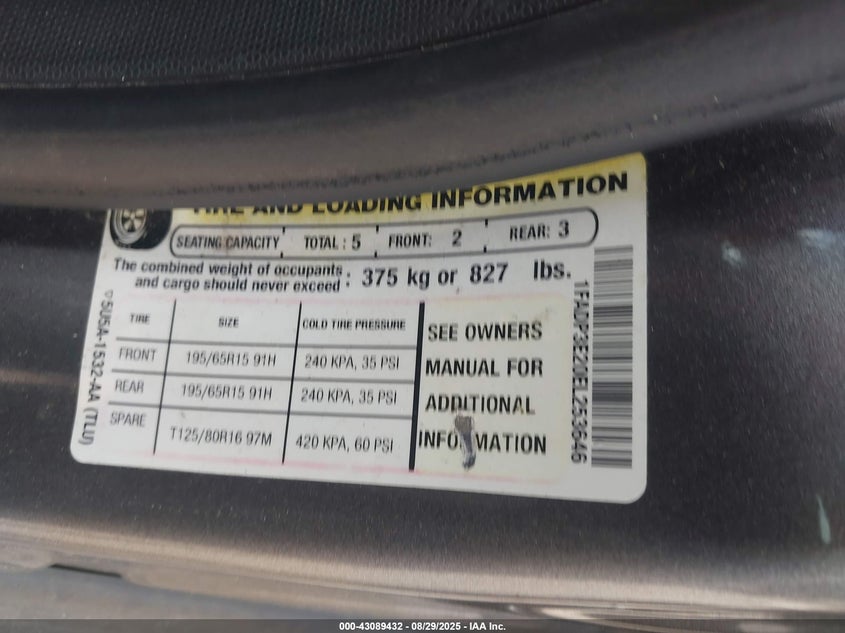 TIRE AND LOADING INFORMATION
SEATING CAPACITY TOTAL: 5 FRONT: 2 REAR: 3
The combined weight of occupants and cargo should never exceed: 375 kg or 827 lbs.
TIRE SIZE COLD TIRE PRESSURE
FRONT 195/65R15 91H 240 KPA, 35 PSI
REAR 195/65R15 91H 240 KPA, 35 PSI
SPARE T125/80R16 97M 420 KPA, 60 PSI
SEE OWNERS
MANUAL FOR
ADDITIONAL
INFORMATION
5U5A-1532-AA (TLU)
1FADP3E20EL253646
000-43089432 - 08/29/2025 - IAA Inc.